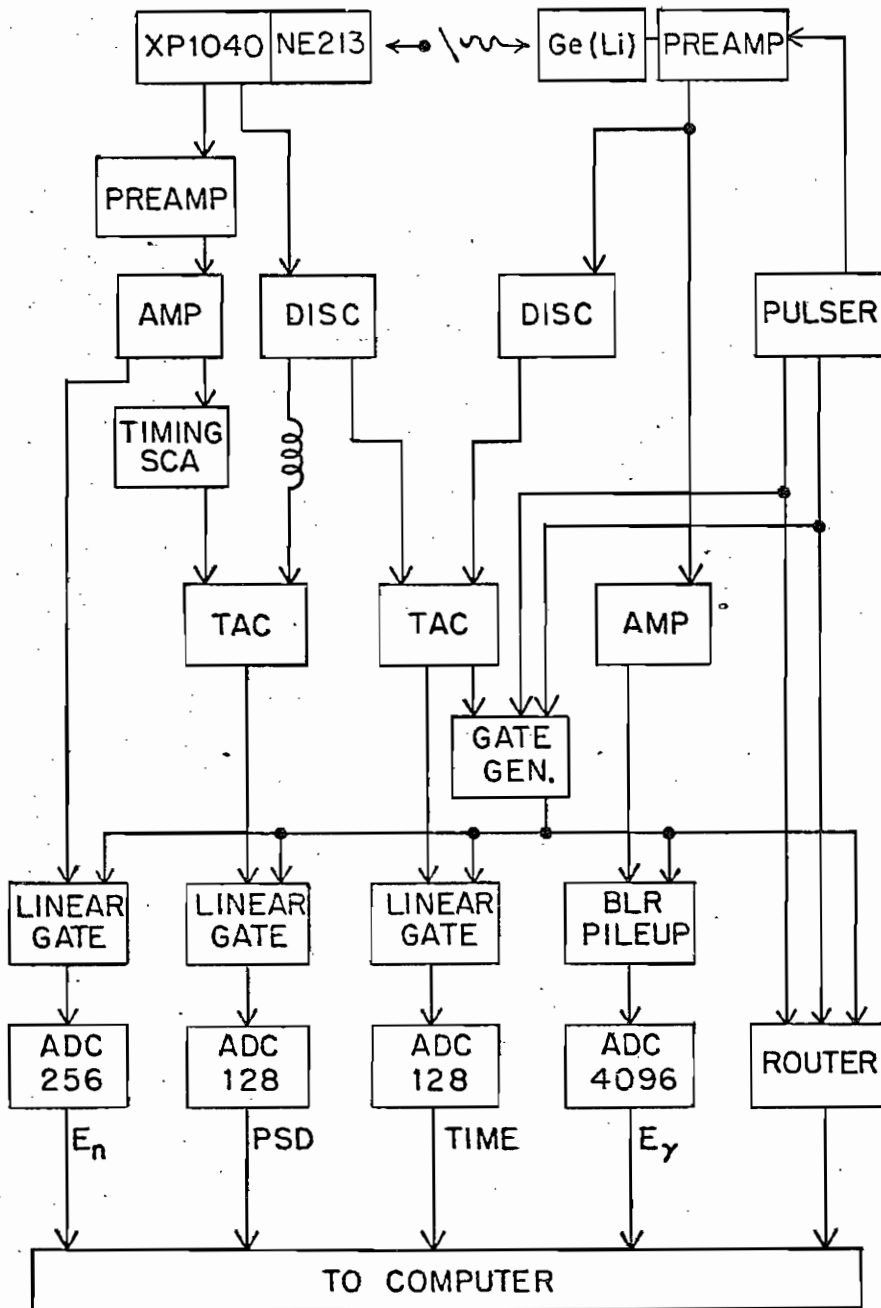 XP1040 NE213 Ge(Li) PREAMP
PREAMP
AMP DISC DISC PULSER
TIMING
SCA
TAC TAC AMP
GATE
GEN.
LINEAR
GATE
LINEAR
GATE
LINEAR
GATE
BLR
PILEUP
ADC
256
ADC
128
ADC
128
ADC
4096
ROUTER
En PSD TIME Eγ
TO COMPUTER